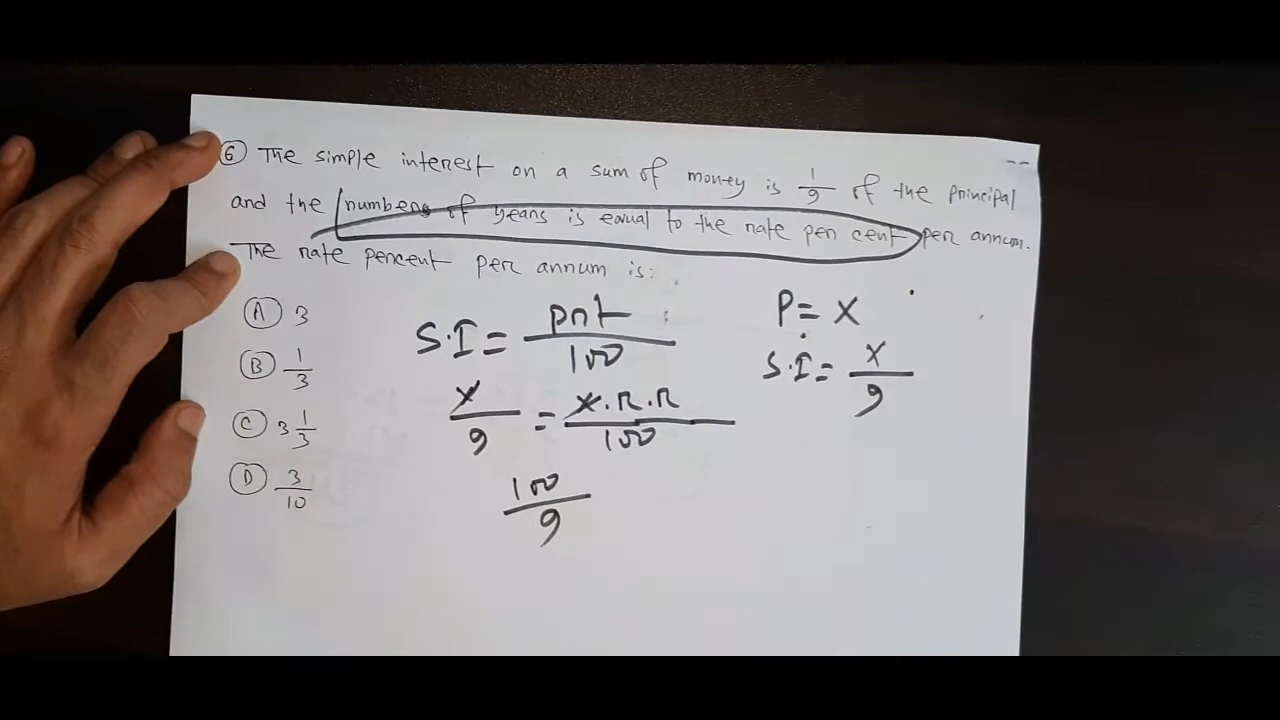 6 The simple interest on a sum of money is 1/9 of the principal
and the numbers of years is equal to the rate per cent per annum.
The rate percent per annum is:
A 3
B 1/3
C 3 1/3
D 3/10
S.I = prt/100
x/9 = x.r.r/100
100/9
P = x
S.I = x/9